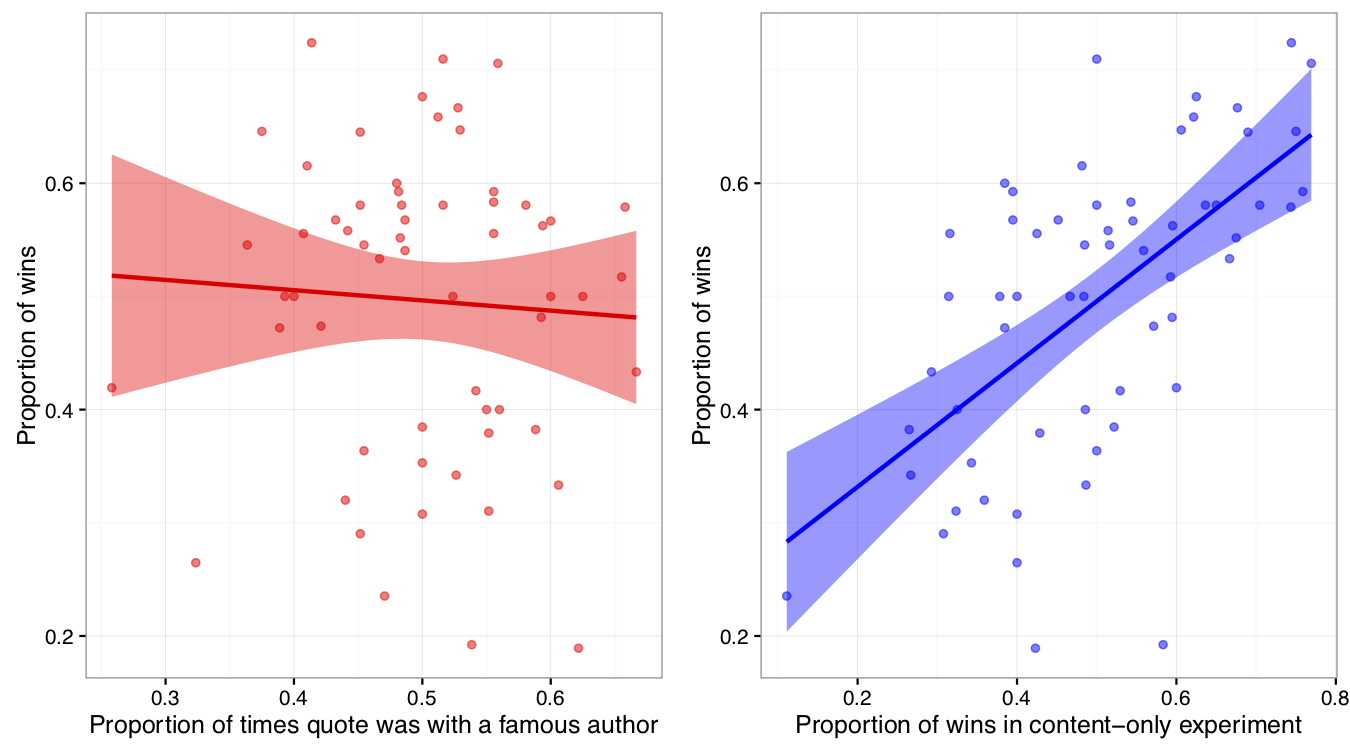 Proportion of wins
0.6
0.4
0.2
0.3 0.4 0.5 0.6
Proportion of times quote was with a famous author
Proportion of wins
0.6
0.4
0.2
0.2 0.4 0.6 0.8
Proportion of wins in content−only experiment